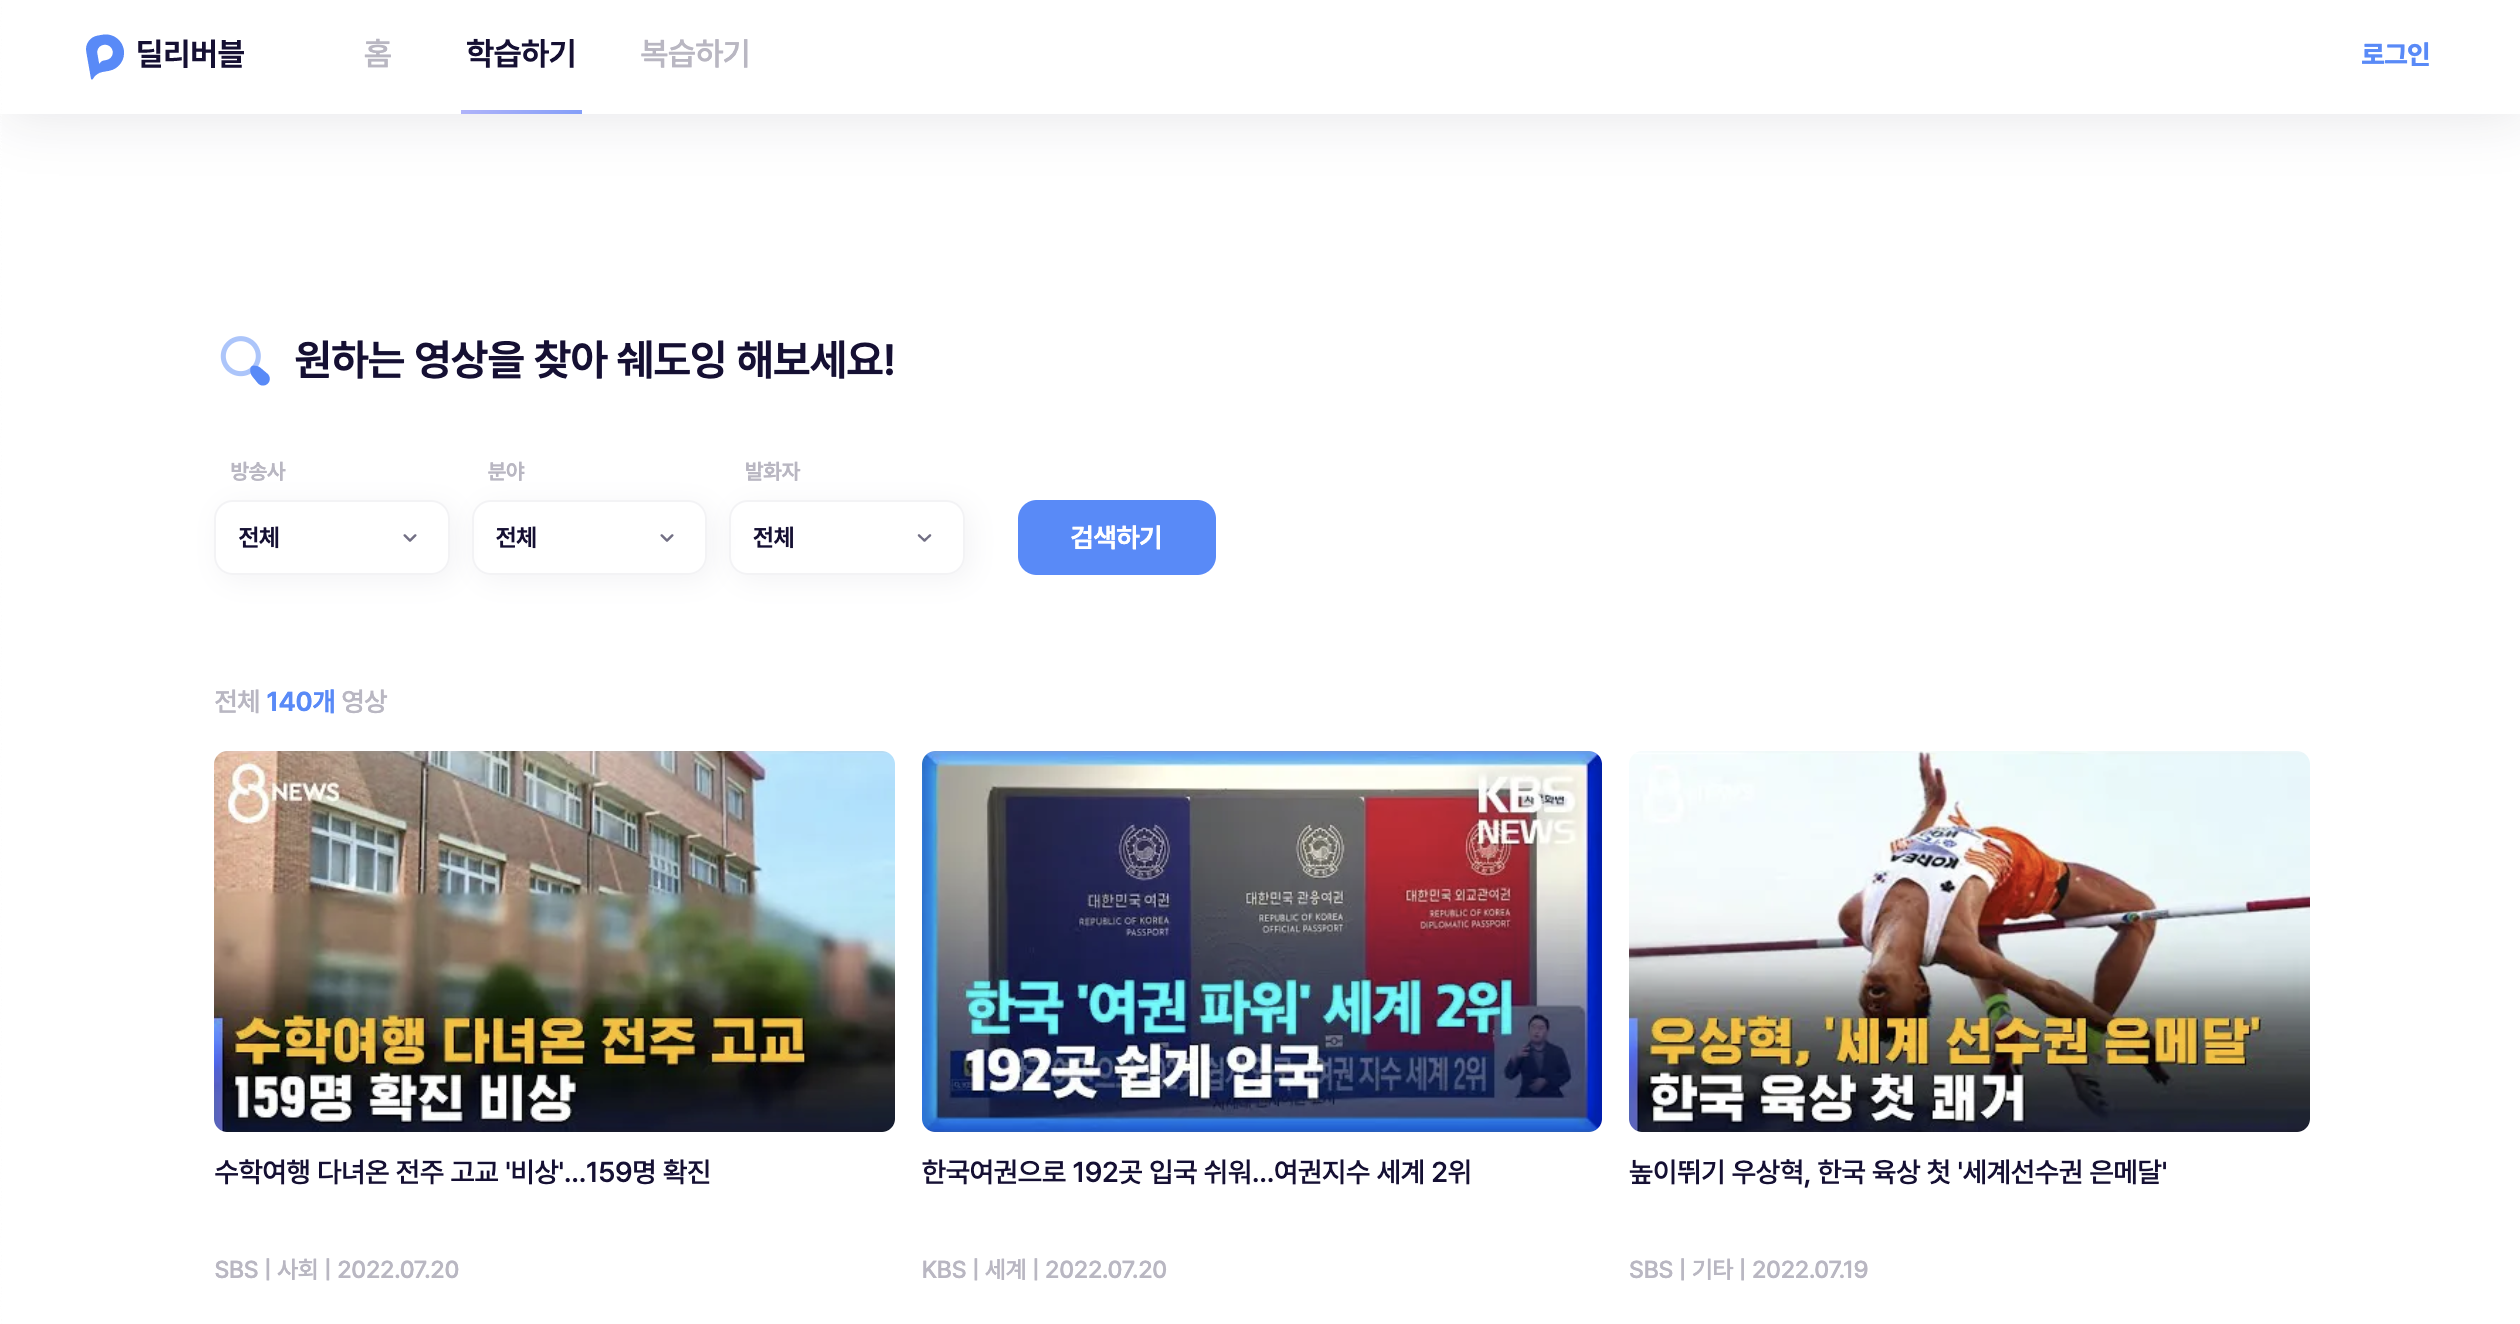 딜리버블
홈
학습하기
복습하기
로그인
원하는 영상을 찾아 쉐도잉 해보세요!
방송사
분야
발화자
전체
전체
전체
검색하기
전체 140개 영상
8 NEWS
수학여행 다녀온 전주 고교
159명 확진 비상
KBS
NEWS
대한민국 여권
REPUBLIC OF KOREA
PASSPORT
대한민국 관용여권
REPUBLIC OF KOREA
OFFICIAL PASSPORT
대한민국 외교관여권
REPUBLIC OF KOREA
DIPLOMATIC PASSPORT
한국 '여권 파워' 세계 2위
192곳 쉽게 입국
여권 지수 세계 2위
KOREA
우상혁, '세계 선수권 은메달'
한국 육상 첫 쾌거
수학여행 다녀온 전주 고교 '비상'...159명 확진
한국여권으로 192곳 입국 쉬워...여권지수 세계 2위
높이뛰기 우상혁, 한국 육상 첫 '세계선수권 은메달'
SBS | 사회 | 2022.07.20
KBS | 세계 | 2022.07.20
SBS | 기타 | 2022.07.19